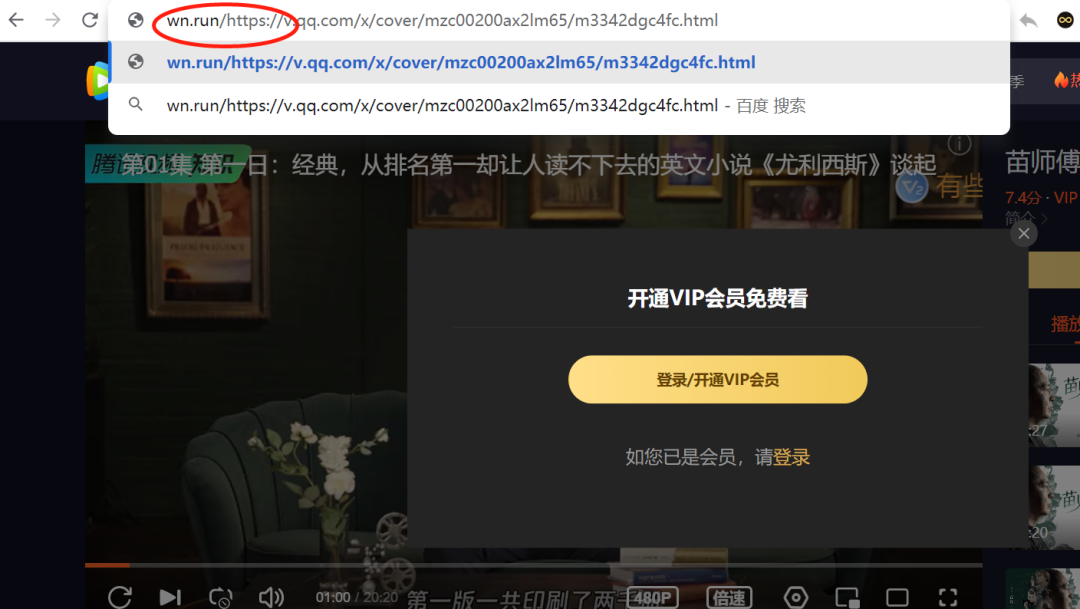 wn.run/https://v.qq.com/x/cover/mzc00200ax2lm65/m3342dgc4fc.html
wn.run/https://v.qq.com/x/cover/mzc00200ax2lm65/m3342dgc4fc.html
wn.run/https://v.qq.com/x/cover/mzc00200ax2lm65/m3342dgc4fc.html - 百度 搜索
季
热
第01集 第一日：经典，从排名第一却让人读不下去的英文小说《尤利西斯》谈起
苗师傅
有些
7.4分 · VIP
简介
开通VIP会员免费看
登录/开通VIP会员
播放
如您已是会员，请登录
:27
:20
01:00 / 20:20
第一版一共印刷了两千
480P
倍速